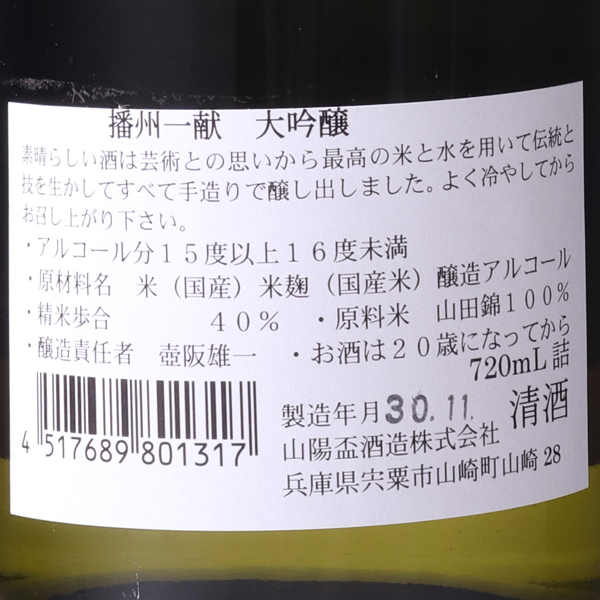 播州一献　大吟醸
素晴らしい酒は芸術との思いから最高の米と水を用いて伝統と
技を生かしてすべて手造りで醸し出しました。よく冷やしてから
お召し上がり下さい。
・アルコール分１５度以上１６度未満
・原材料名　米（国産）米麹（国産米）醸造アルコール
・精米歩合　４０％　・原料米　山田錦１００％
・醸造責任者　壺阪雄一　・お酒は２０歳になってから
720mL詰
製造年月 30.11. 清酒
山陽盃酒造株式会社
兵庫県宍粟市山崎町山崎 28
4 517689 801317